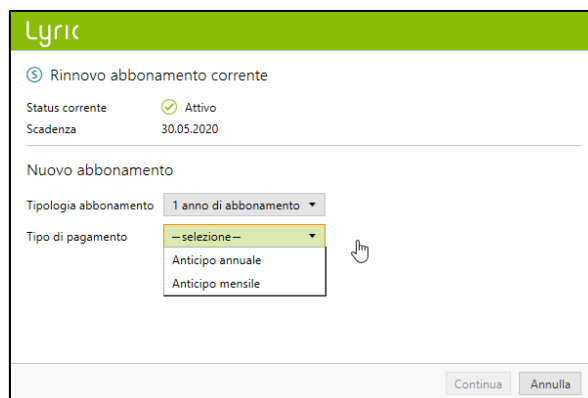 Lyric
S Rinnovo abbonamento corrente
Status corrente Attivo
Scadenza 30.05.2020
Nuovo abbonamento
Tipologia abbonamento 1 anno di abbonamento
Tipo di pagamento —selezione—
Anticipo annuale
Anticipo mensile
Continua Annulla